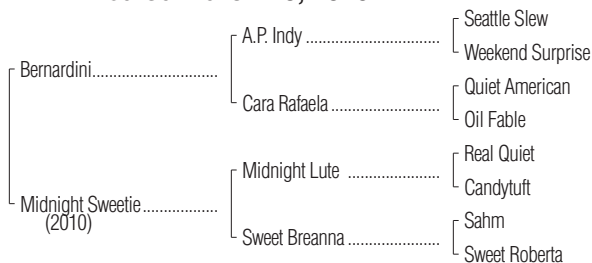 Seattle Slew
A.P. Indy
Weekend Surprise
Bernardini
Quiet American
Cara Rafaela
Oil Fable
Real Quiet
Midnight Lute
Candytuft
Midnight Sweetie
(2010)
Sahm
Sweet Breanna
Sweet Roberta